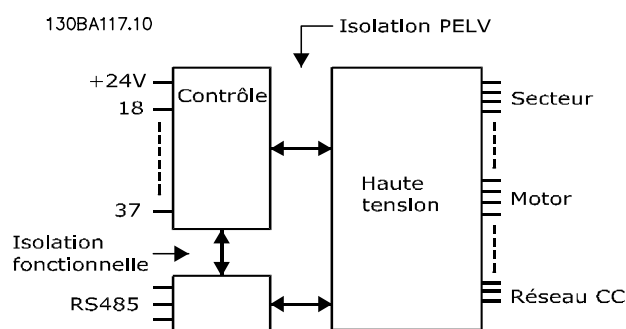 130BA117.10
Isolation PELV
+24V
Contrôle
18
Secteur
Haute
tension
37
Motor
Isolation
fonctionnelle
RS485
Réseau CC